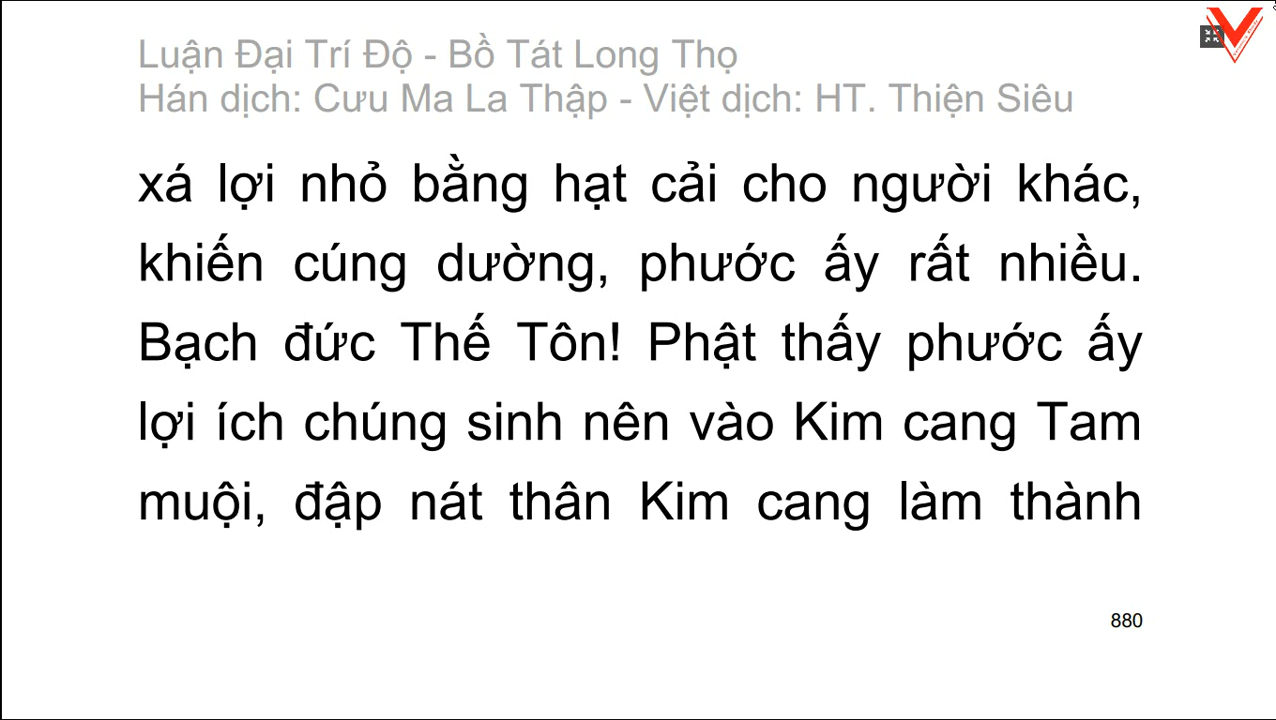 Luận Đại Trí Độ - Bồ Tát Long Thọ
Hán dịch: Cưu Ma La Thập - Việt dịch: HT. Thiện Siêu
xá lợi nhỏ bằng hạt cải cho người khác,
khiến cúng dường, phước ấy rất nhiều.
Bạch đức Thế Tôn! Phật thấy phước ấy
lợi ích chúng sinh nên vào Kim cang Tam
muội, đập nát thân Kim cang làm thành
880